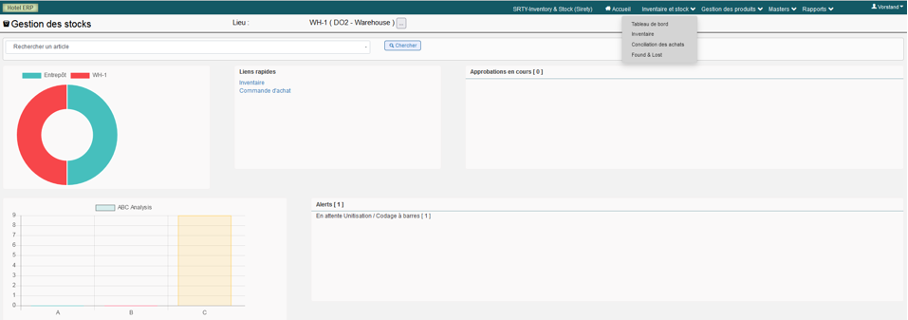 Hotel ERP
SRTY-Inventory & Stock (Sirety) Accueil Inventaire et stock Gestion des produits Masters Rapports Vorstand
Gestion des stocks
Lieu : WH-1 ( DO2 - Warehouse ) ...
Tableau de bord
Inventaire
Conciliation des achats
Found & Lost
Rechercher un article
Chercher
Entrepôt WH-1
Liens rapides
Inventaire
Commande d'achat
Approbations en cours [ 0 ]
ABC Analysis
9
8
7
6
5
4
3
2
1
0
A B C
Alerts [ 1 ]
En attente Unitisation / Codage à barres [ 1 ]